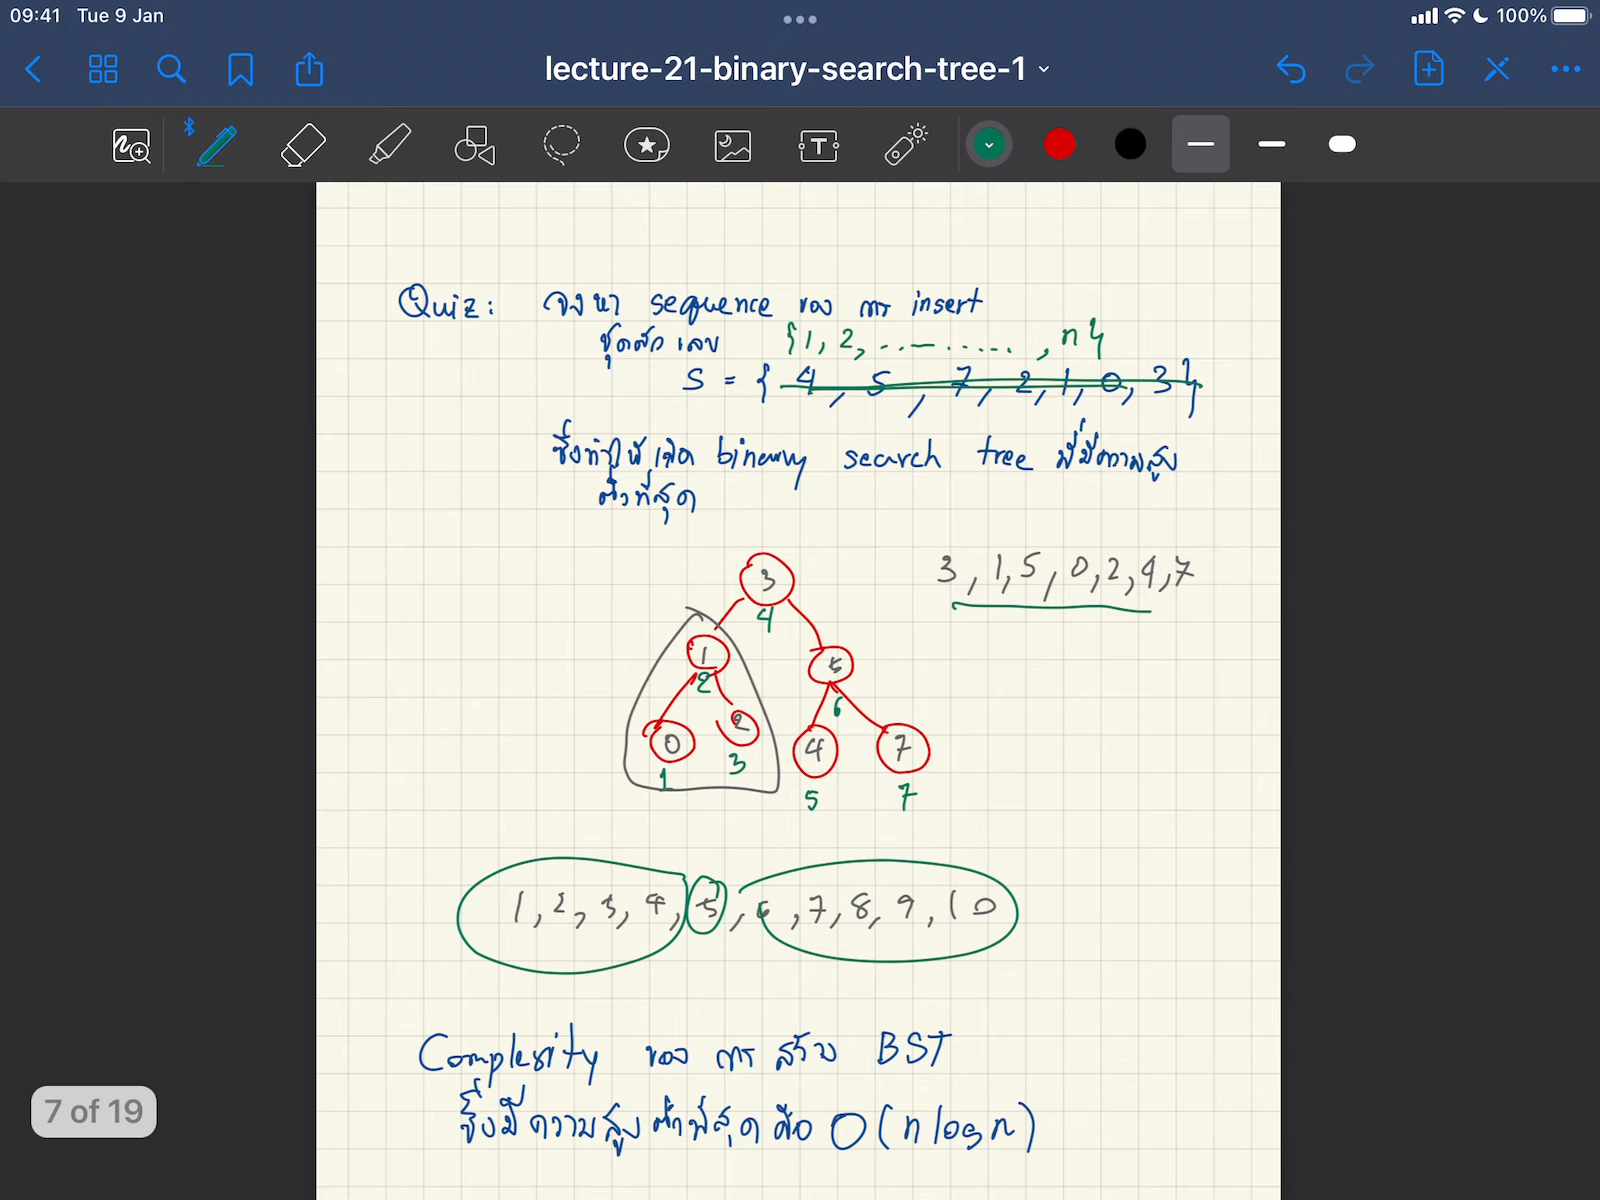 09:41 Tue 9 Jan
100%
lecture-21-binary-search-tree-1
Quiz: จงหา sequence ของ การ insert
ชุดตัวเลข {1, 2, ........, n}
S = { 4, 5, 7, 2, 1, 0, 3 }
ซึ่งทำให้เกิด binary search tree ที่มีความสูง
ต่ำที่สุด
3, 1, 5, 0, 2, 4, 7
3
4
1
2
5
6
0
2
4
7
1
3
5
7
1, 2, 3, 4, 5, 6, 7, 8, 9, 10
Complexity ของ การ สร้าง BST
ซึ่งมีความสูงต่ำที่สุด คือ O(n log n)
7 of 19